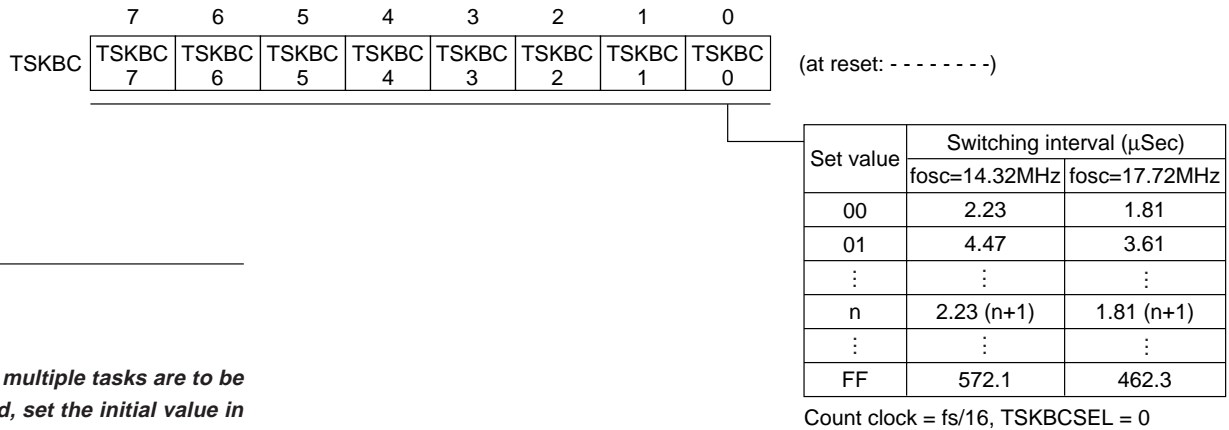 7 6 5 4 3 2 1 0
TSKBC TSKBC TSKBC TSKBC TSKBC TSKBC TSKBC TSKBC TSKBC (at reset: - - - - - - - -)
7 6 5 4 3 2 1 0
Set value Switching interval (μSec)
fosc=14.32MHz fosc=17.72MHz
00 2.23 1.81
01 4.47 3.61
⋮ ⋮ ⋮
n 2.23 (n+1) 1.81 (n+1)
⋮ ⋮ ⋮
FF 572.1 462.3
Count clock = fs/16, TSKBCSEL = 0
multiple tasks are to be
d, set the initial value in